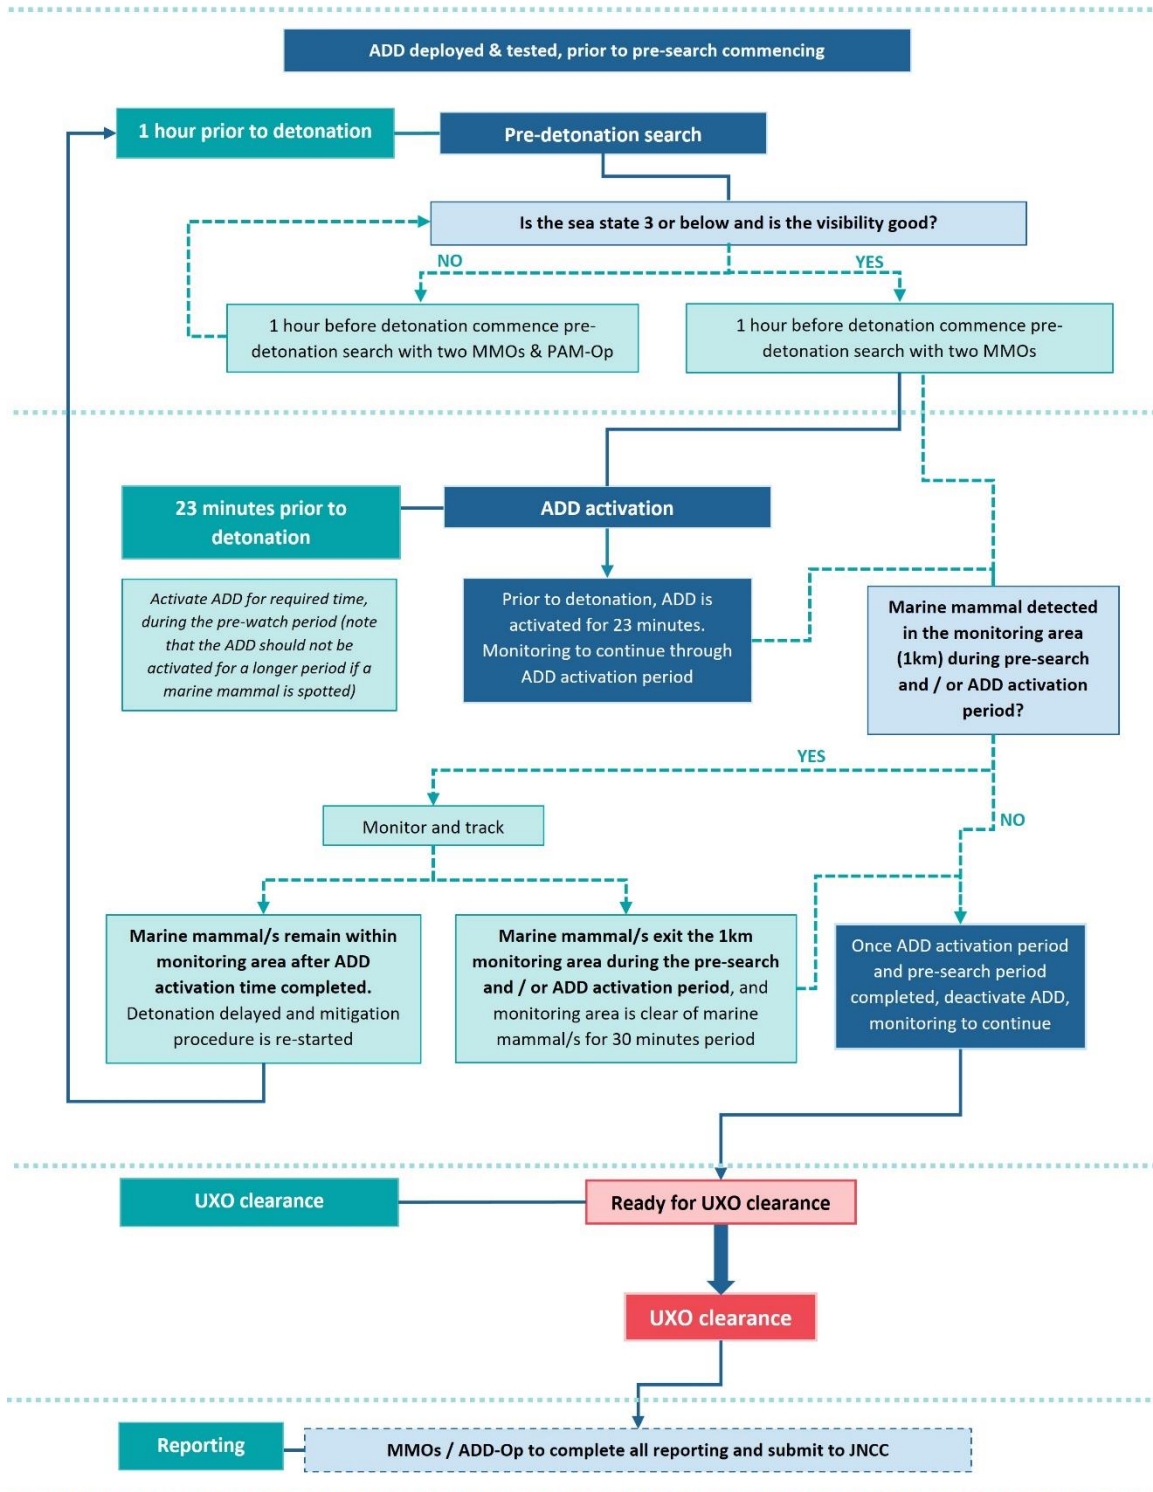 ADD deployed & tested, prior to pre-search commencing
1 hour prior to detonation
Pre-detonation search
Is the sea state 3 or below and is the visibility good?
NO
YES
1 hour before detonation commence pre-
detonation search with two MMOs & PAM-Op
1 hour before detonation commence pre-
detonation search with two MMOs
23 minutes prior to
detonation
ADD activation
Activate ADD for required time,
during the pre-watch period (note
that the ADD should not be
activated for a longer period if a
marine mammal is spotted)
Prior to detonation, ADD is
activated for 23 minutes.
Monitoring to continue through
ADD activation period
Marine mammal detected
in the monitoring area
(1km) during pre-search
and / or ADD activation
period?
YES
NO
Monitor and track
Marine mammal/s remain within
monitoring area after ADD
activation time completed.
Detonation delayed and mitigation
procedure is re-started
Marine mammal/s exit the 1km
monitoring area during the pre-search
and / or ADD activation period, and
monitoring area is clear of marine
mammal/s for 30 minutes period
Once ADD activation period
and pre-search period
completed, deactivate ADD,
monitoring to continue
UXO clearance
Ready for UXO clearance
UXO clearance
Reporting
MMOs / ADD-Op to complete all reporting and submit to JNCC